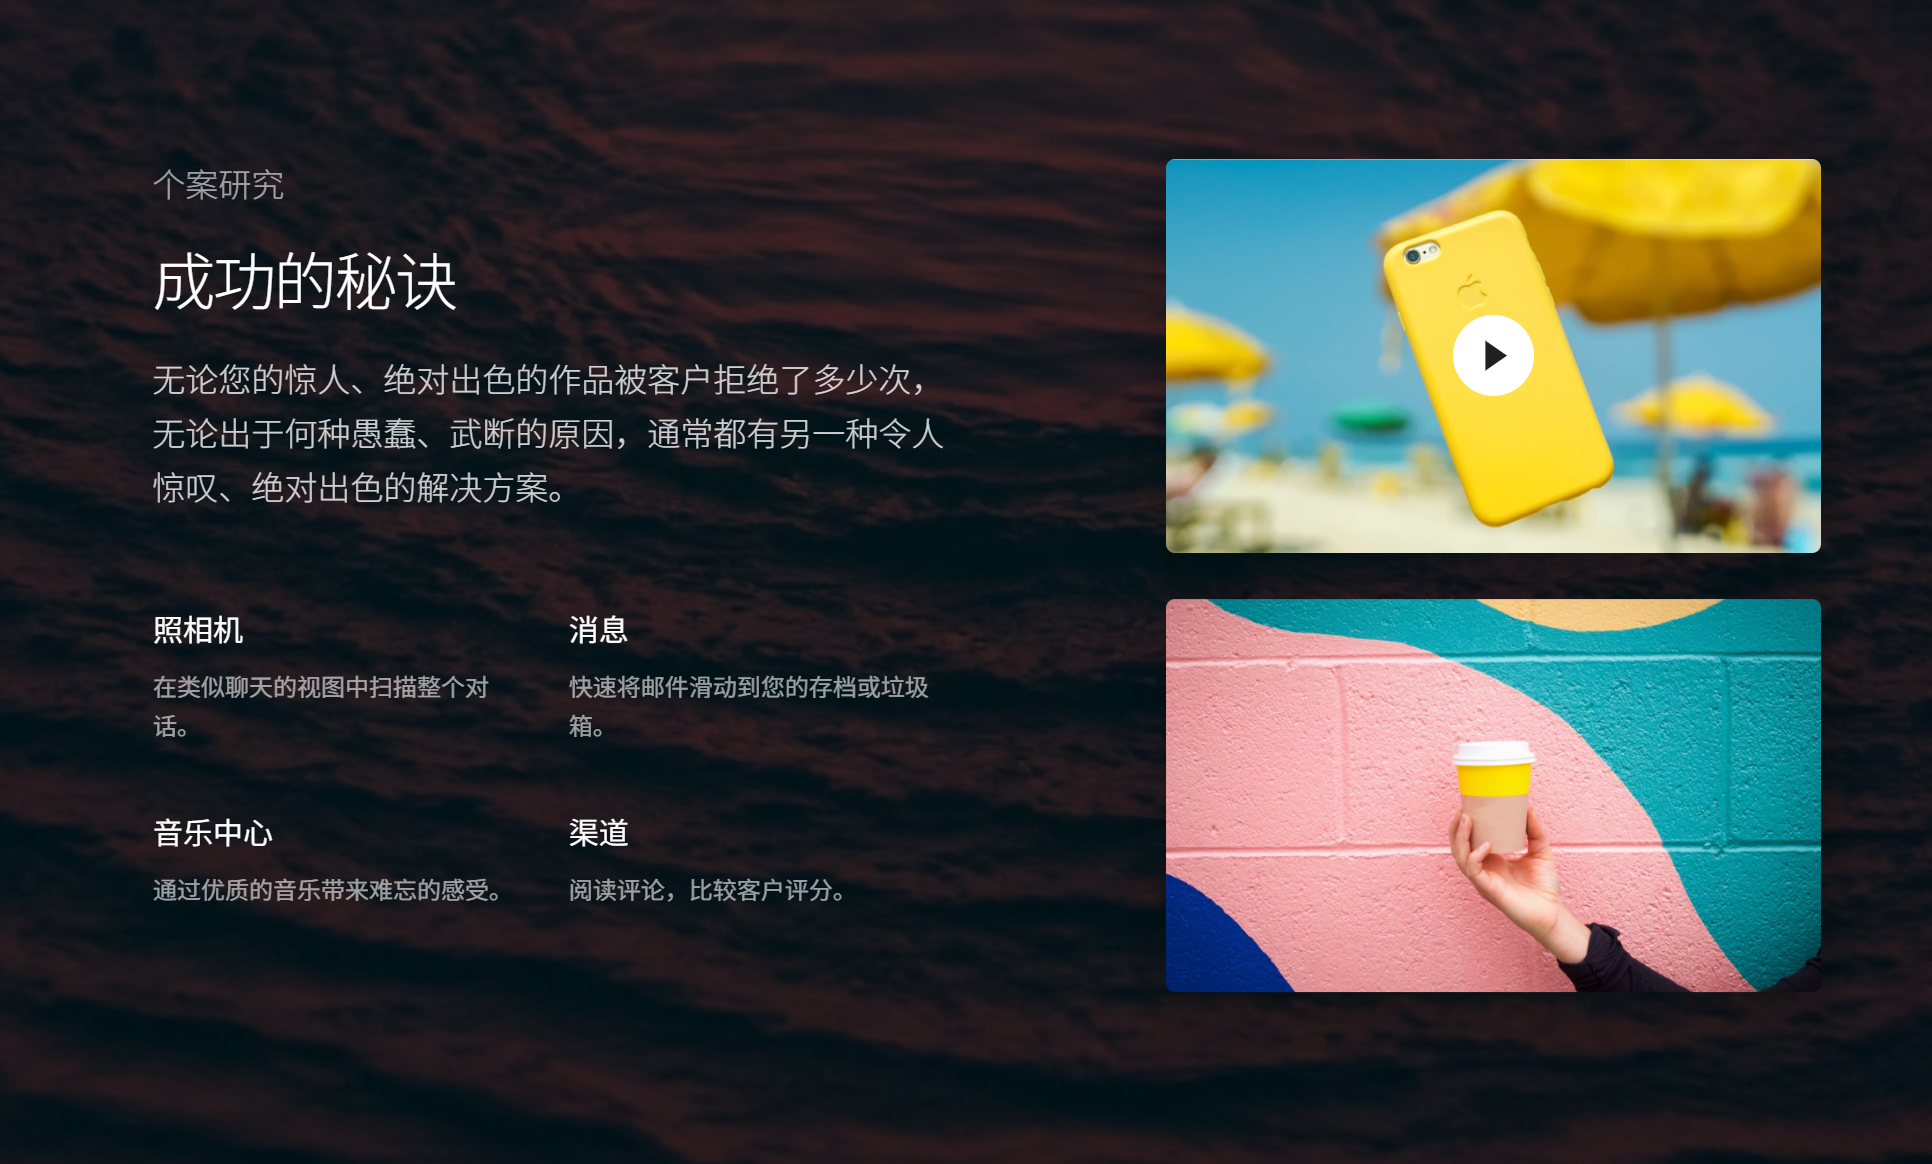 个案研究
成功的秘诀
无论您的惊人、绝对出色的作品被客户拒绝了多少次，
无论出于何种愚蠢、武断的原因，通常都有另一种令人
惊叹、绝对出色的解决方案。
照相机
在类似聊天的视图中扫描整个对
话。
消息
快速将邮件滑动到您的存档或垃圾
箱。
音乐中心
通过优质的音乐带来难忘的感受。
渠道
阅读评论，比较客户评分。